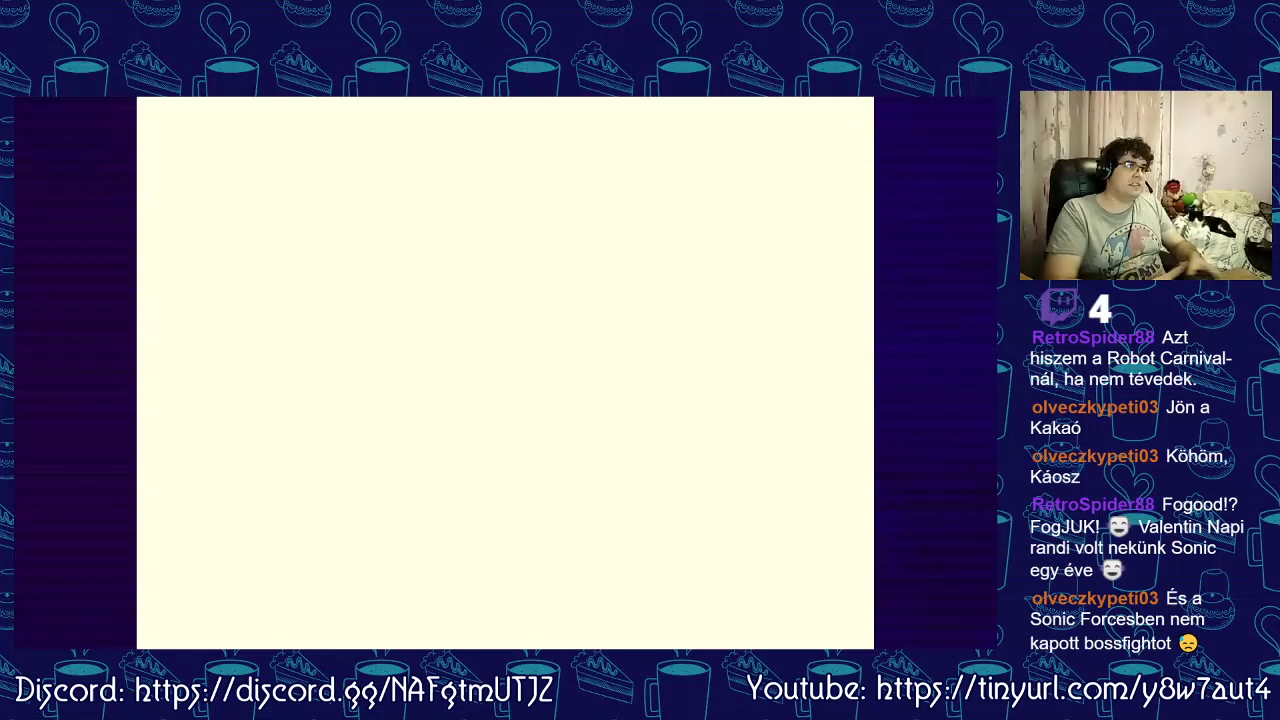 4
RetroSpider88 Azt
hiszem a Robot Carnival-
nál, ha nem tévedek.
olveczkypeti03 Jön a
Kakaó
olveczkypeti03 Köhöm,
Káosz
RetroSpider88 Fogood!?
FogJUK! Valentin Napi
randi volt nekünk Sonic
egy éve
olveczkypeti03 És a
Sonic Forcesben nem
kapott bossfightot
Discord: https://discord.gg/NAFgtmUTJZ
Youtube: https://tinyurl.com/y8w7aut4